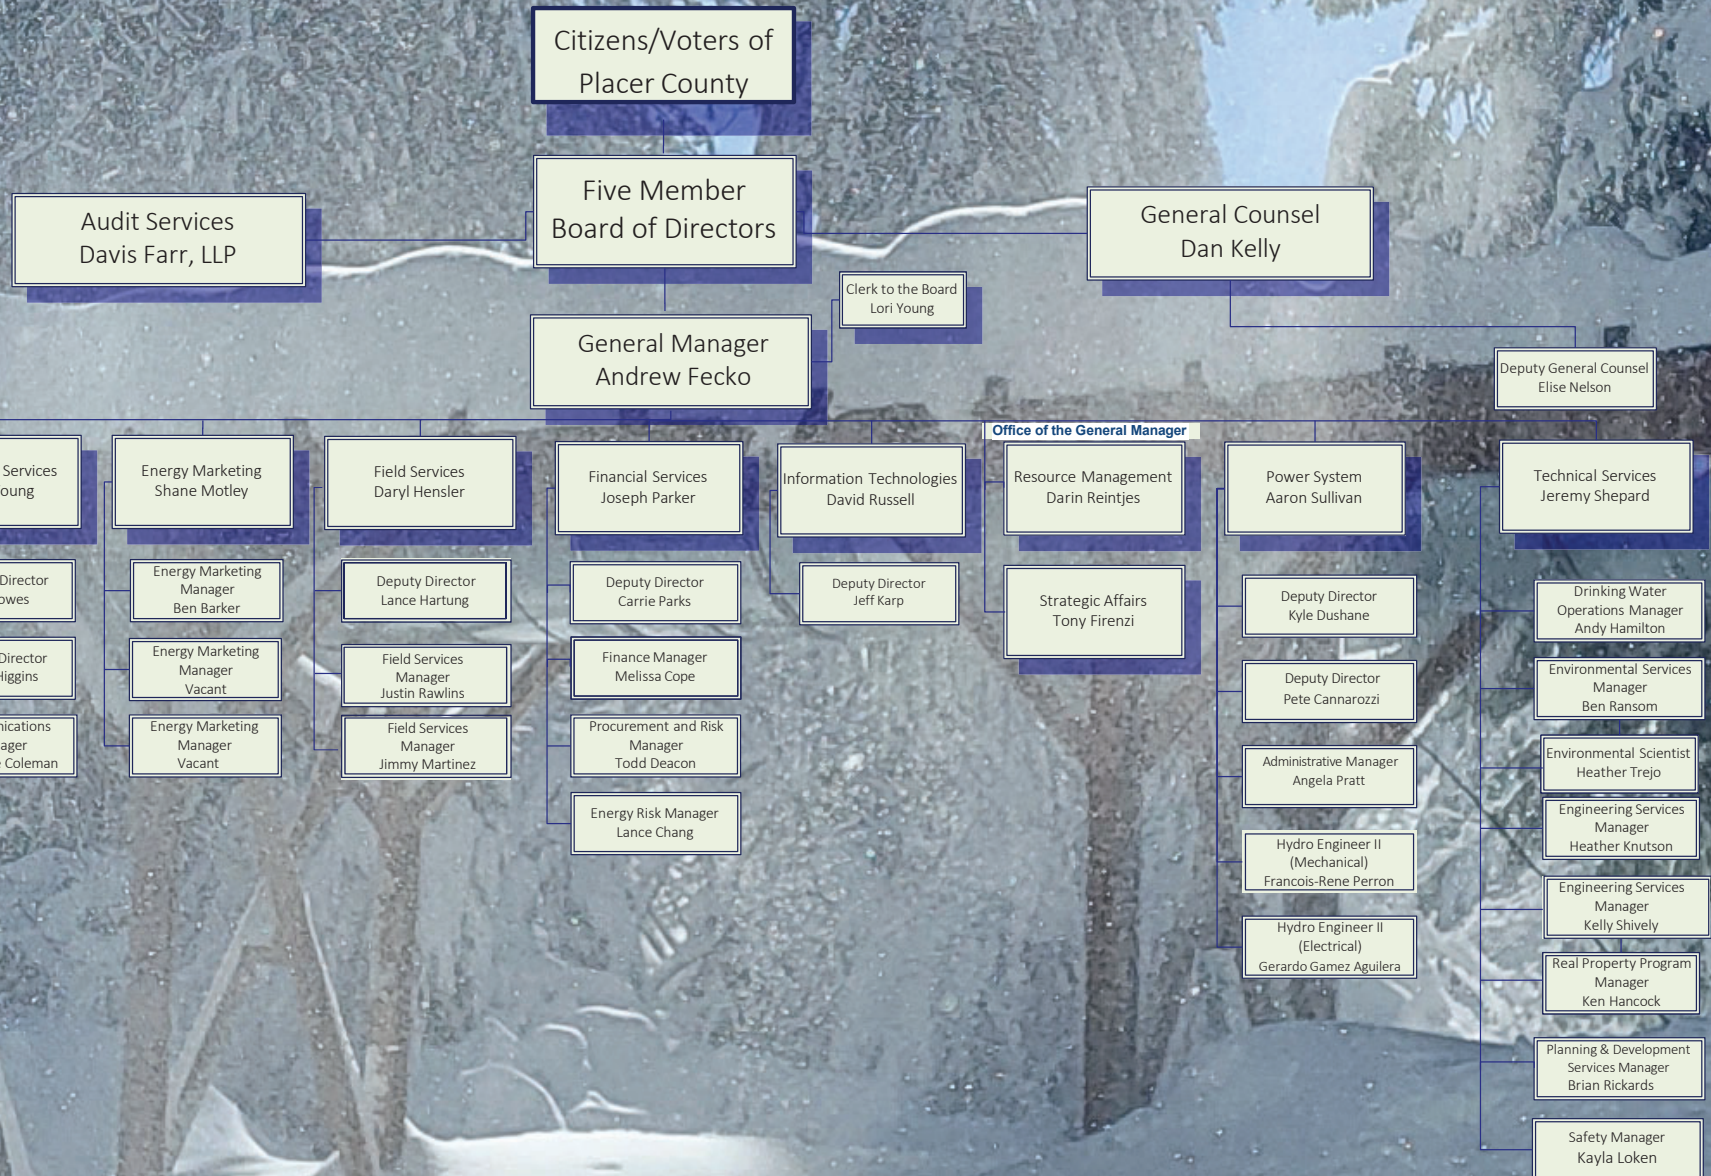 Citizens/Voters of
Placer County
Five Member
Board of Directors
Audit Services
Davis Farr, LLP
General Counsel
Dan Kelly
Clerk to the Board
Lori Young
General Manager
Andrew Fecko
Deputy General Counsel
Elise Nelson
Office of the General Manager
Services
Director
Director
Higgins
Coleman
Energy Marketing
Shane Motley
Energy Marketing
Manager
Ben Barker
Energy Marketing
Manager
Vacant
Energy Marketing
Manager
Vacant
Field Services
Daryl Hensler
Deputy Director
Lance Hartung
Field Services
Manager
Justin Rawlins
Field Services
Manager
Jimmy Martinez
Financial Services
Joseph Parker
Deputy Director
Carrie Parks
Finance Manager
Melissa Cope
Procurement and Risk
Manager
Todd Deacon
Energy Risk Manager
Lance Chang
Information Technologies
David Russell
Deputy Director
Jeff Karp
Resource Management
Darin Reintjes
Strategic Affairs
Tony Firenzi
Power System
Aaron Sullivan
Deputy Director
Kyle Dushane
Deputy Director
Pete Cannarozzi
Administrative Manager
Angela Pratt
Hydro Engineer II
(Mechanical)
Francois-Rene Perron
Hydro Engineer II
(Electrical)
Gerardo Gamez Aguilera
Technical Services
Jeremy Shepard
Drinking Water
Operations Manager
Andy Hamilton
Environmental Services
Manager
Ben Ransom
Environmental Scientist
Heather Trejo
Engineering Services
Manager
Heather Knutson
Engineering Services
Manager
Kelly Shively
Real Property Program
Manager
Ken Hancock
Planning & Development
Services Manager
Brian Rickards
Safety Manager
Kayla Loken